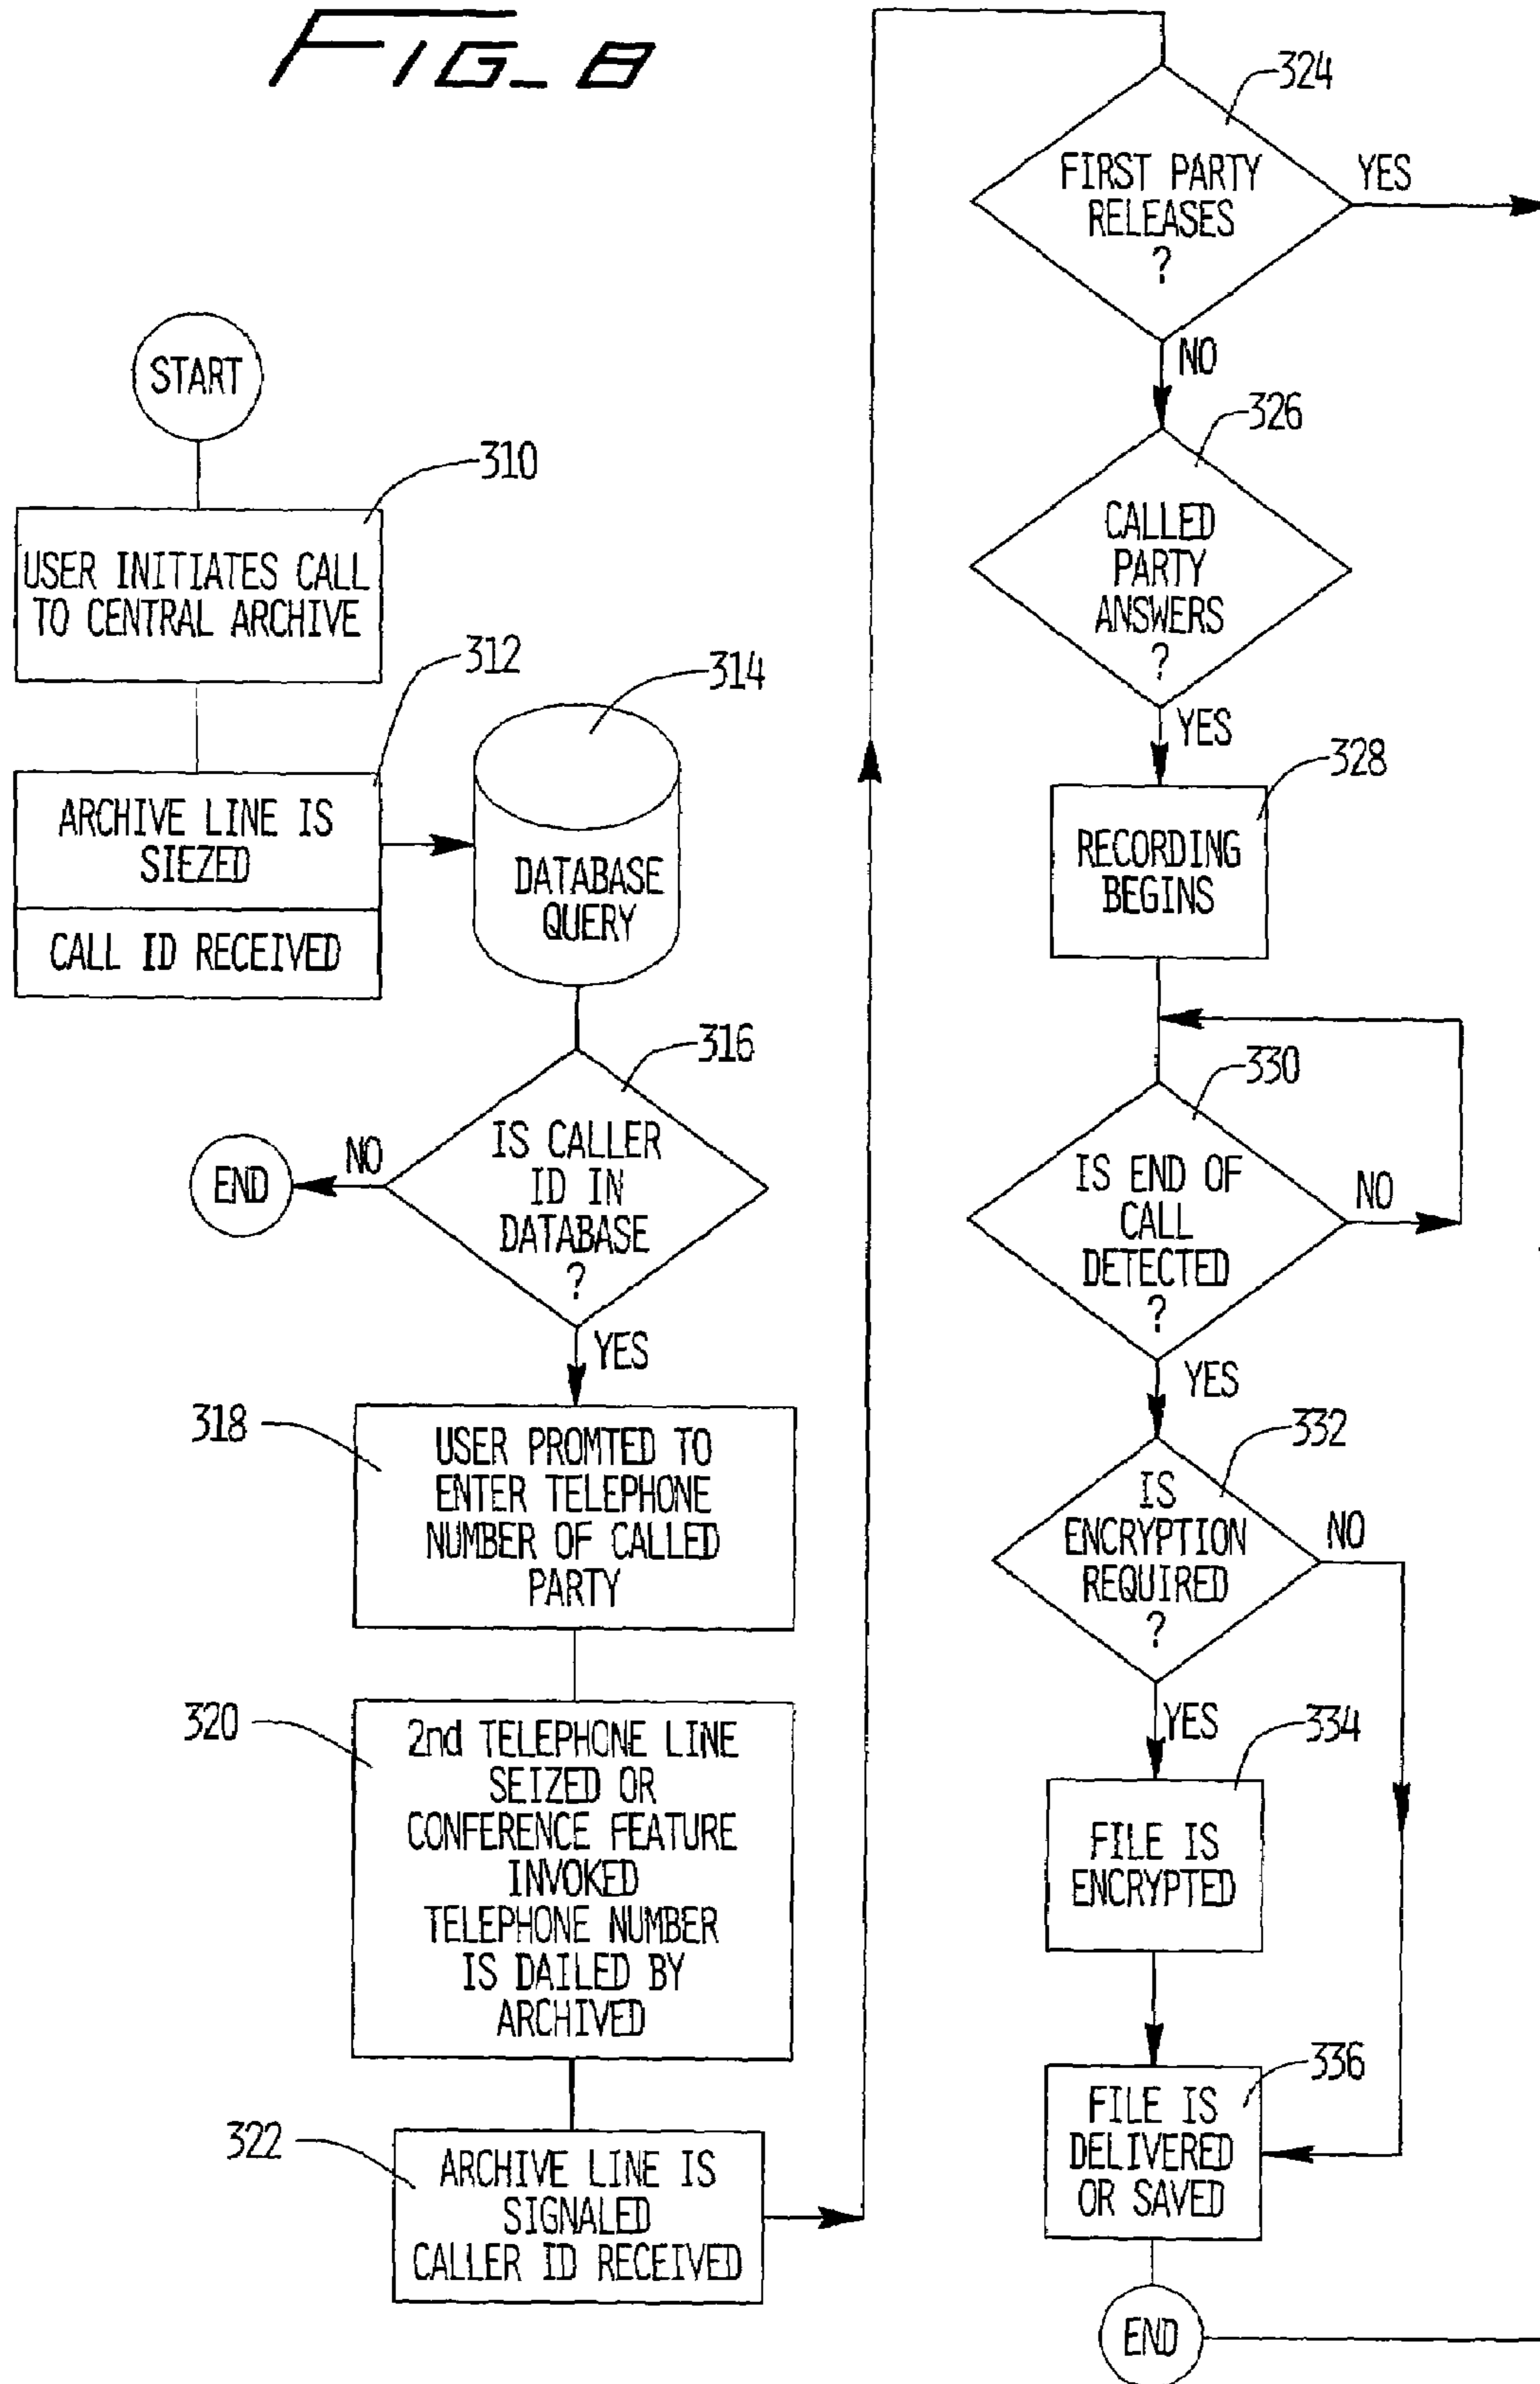 FIG_8
START
310
USER INITIATES CALL
TO CENTRAL ARCHIVE
312
ARCHIVE LINE IS
SIEZED
CALL ID RECEIVED
314
DATABASE
QUERY
316
IS CALLER
ID IN
DATABASE
?
NO
END
YES
318
USER PROMTED TO
ENTER TELEPHONE
NUMBER OF CALLED
PARTY
320
2nd TELEPHONE LINE
SEIZED OR
CONFERENCE FEATURE
INVOKED
TELEPHONE NUMBER
IS DAILED BY
ARCHIVED
322
ARCHIVE LINE IS
SIGNALED
CALLER ID RECEIVED
324
FIRST PARTY
RELEASES
?
YES
NO
326
CALLED
PARTY
ANSWERS
?
YES
328
RECORDING
BEGINS
330
IS END OF
CALL
DETECTED
?
NO
YES
332
IS
ENCRYPTION
REQUIRED
?
NO
YES
334
FILE IS
ENCRYPTED
336
FILE IS
DELIVERED
OR SAVED
END